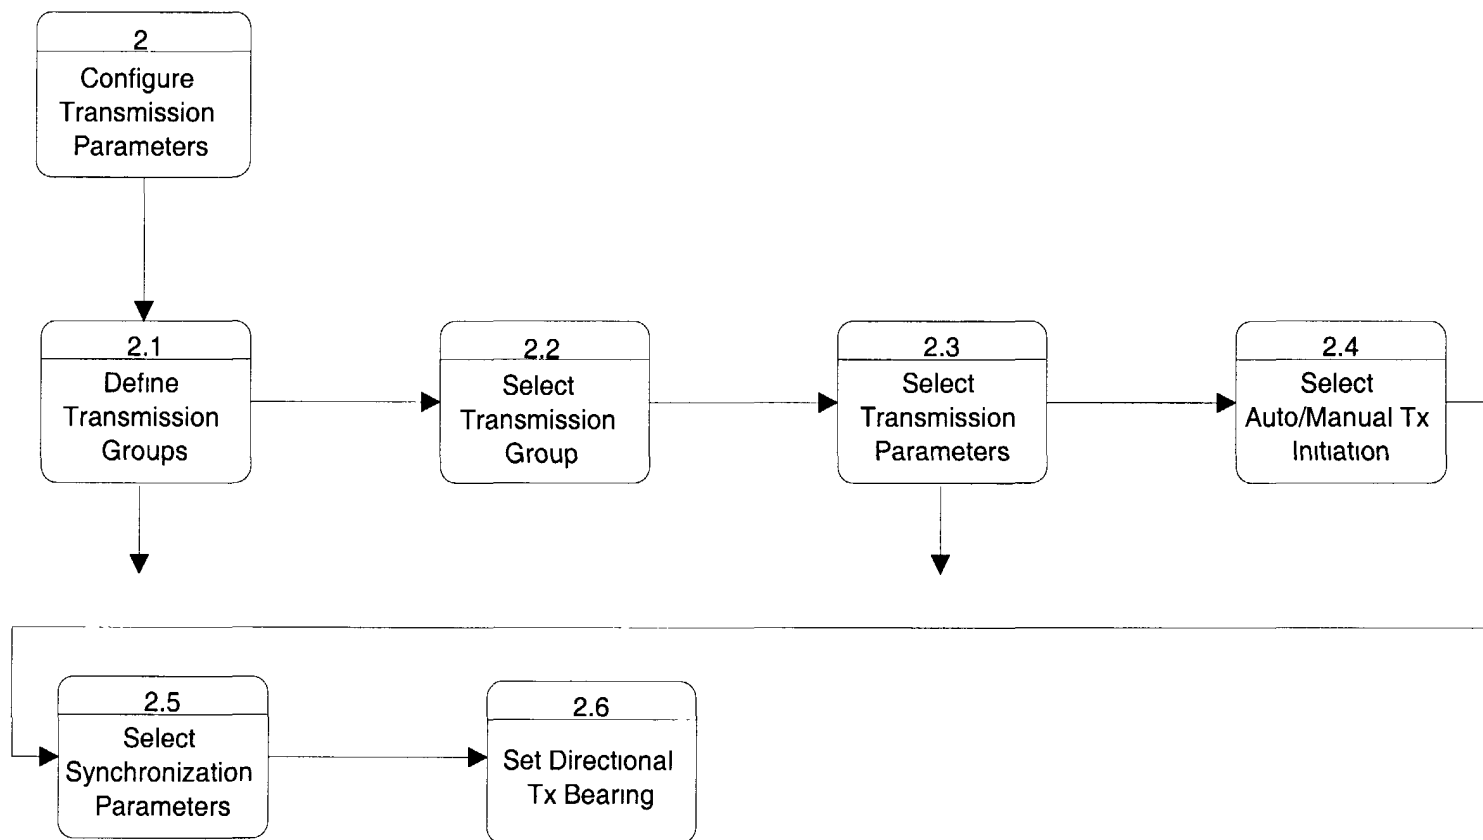 2
Configure
Transmission
Parameters
2.1
Define
Transmission
Groups
2.2
Select
Transmission
Group
2.3
Select
Transmission
Parameters
2.4
Select
Auto/Manual Tx
Initiation
2.5
Select
Synchronization
Parameters
2.6
Set Directional
Tx Bearing